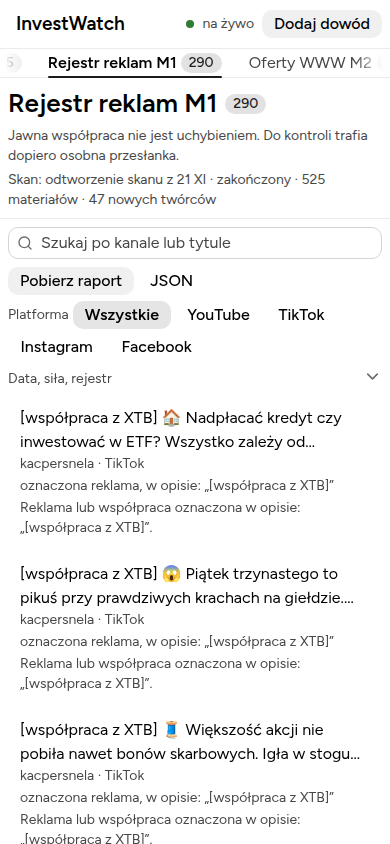 InvestWatch
na żywo
Dodaj dowód
5
Rejestr reklam M1 290
Oferty WWW M2
Rejestr reklam M1 290
Jawna współpraca nie jest uchybieniem. Do kontroli trafia
dopiero osobna przesłanka.
Skan: odtworzenie skanu z 21 XI · zakończony · 525
materiałów · 47 nowych twórców
Szukaj po kanale lub tytule
Pobierz raport
JSON
Platforma
Wszystkie
YouTube
TikTok
Instagram
Facebook
Data, siła, rejestr
[współpraca z XTB] 🏠 Nadpłacać kredyt czy
inwestować w ETF? Wszystko zależy od...
kacpersnela · TikTok
oznaczona reklama, w opisie: „[współpraca z XTB]”
Reklama lub współpraca oznaczona w opisie:
„[współpraca z XTB]”.
[współpraca z XTB] 😱 Piątek trzynastego to
pikuś przy prawdziwych krachach na giełdzie....
kacpersnela · TikTok
oznaczona reklama, w opisie: „[współpraca z XTB]”
Reklama lub współpraca oznaczona w opisie:
„[współpraca z XTB]”.
[współpraca z XTB] 🧵 Większość akcji nie
pobiła nawet bonów skarbowych. Igła w stogu...
kacpersnela · TikTok
oznaczona reklama, w opisie: „[współpraca z XTB]”
Reklama lub współpraca oznaczona w opisie:
„[współpraca z XTB]”.